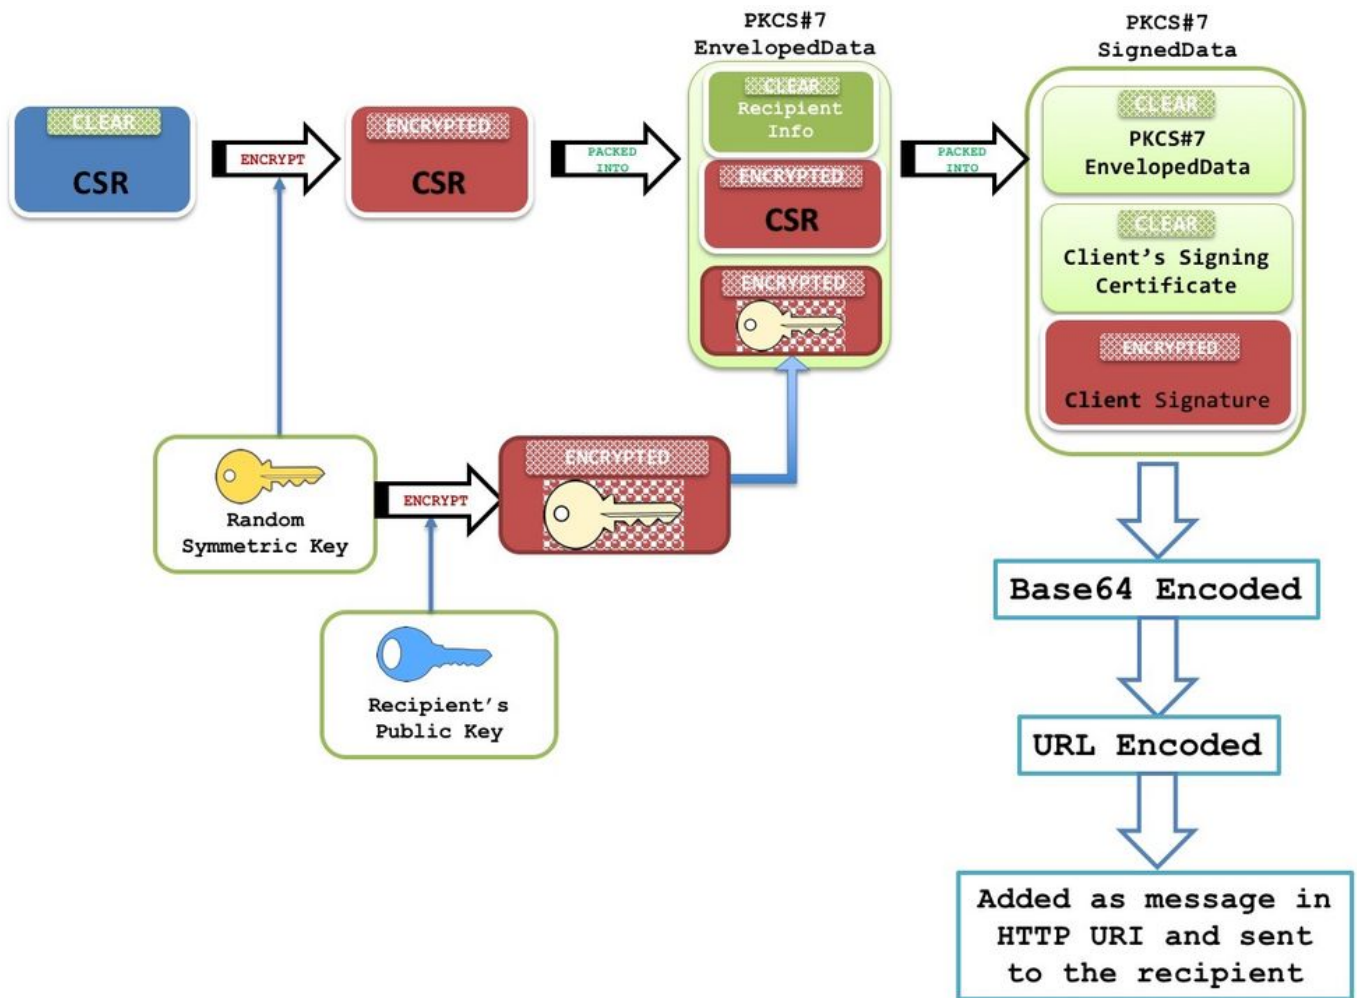 PKCS#7
EnvelopedData
PKCS#7
SignedData
CLEAR
CSR
ENCRYPT
ENCRYPTED
CSR
PACKED
INTO
CLEAR
Recipient
Info
ENCRYPTED
CSR
ENCRYPTED
PACKED
INTO
CLEAR
PKCS#7
EnvelopedData
CLEAR
Client's Signing
Certificate
ENCRYPTED
Client Signature
Random
Symmetric Key
ENCRYPT
ENCRYPTED
Recipient's
Public Key
Base64 Encoded
URL Encoded
Added as message in
HTTP URI and sent
to the recipient